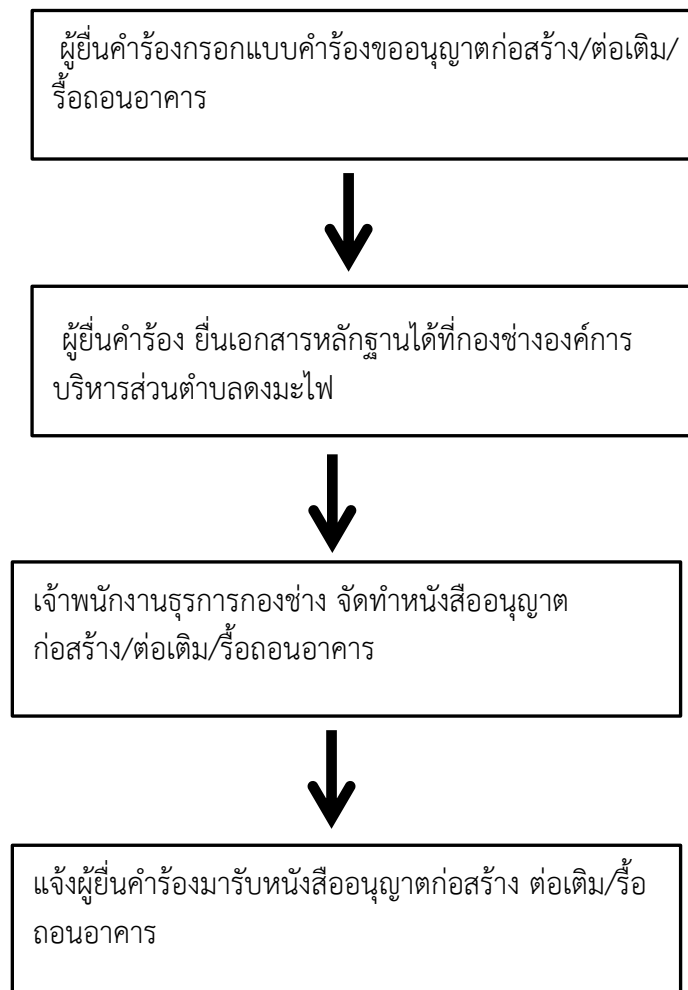 ผู้ยื่นคำร้องกรอกแบบคำร้องขออนุญาตก่อสร้าง/ต่อเติม/
รื้อถอนอาคาร
ผู้ยื่นคำร้อง ยื่นเอกสารหลักฐานได้ที่กองช่างองค์การ
บริหารส่วนตำบลดงมะไฟ
เจ้าพนักงานธุรการกองช่าง จัดทำหนังสืออนุญาต
ก่อสร้าง/ต่อเติม/รื้อถอนอาคาร
แจ้งผู้ยื่นคำร้องมารับหนังสืออนุญาตก่อสร้าง ต่อเติม/รื้อ
ถอนอาคาร